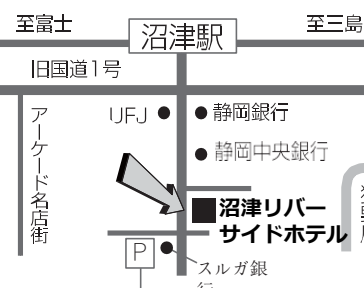 至富士
沼津駅
至三島
旧国道1号
アーケード名店街
UFJ
静岡銀行
静岡中央銀行
沼津リバー
サイドホテル
P
スルガ銀
行